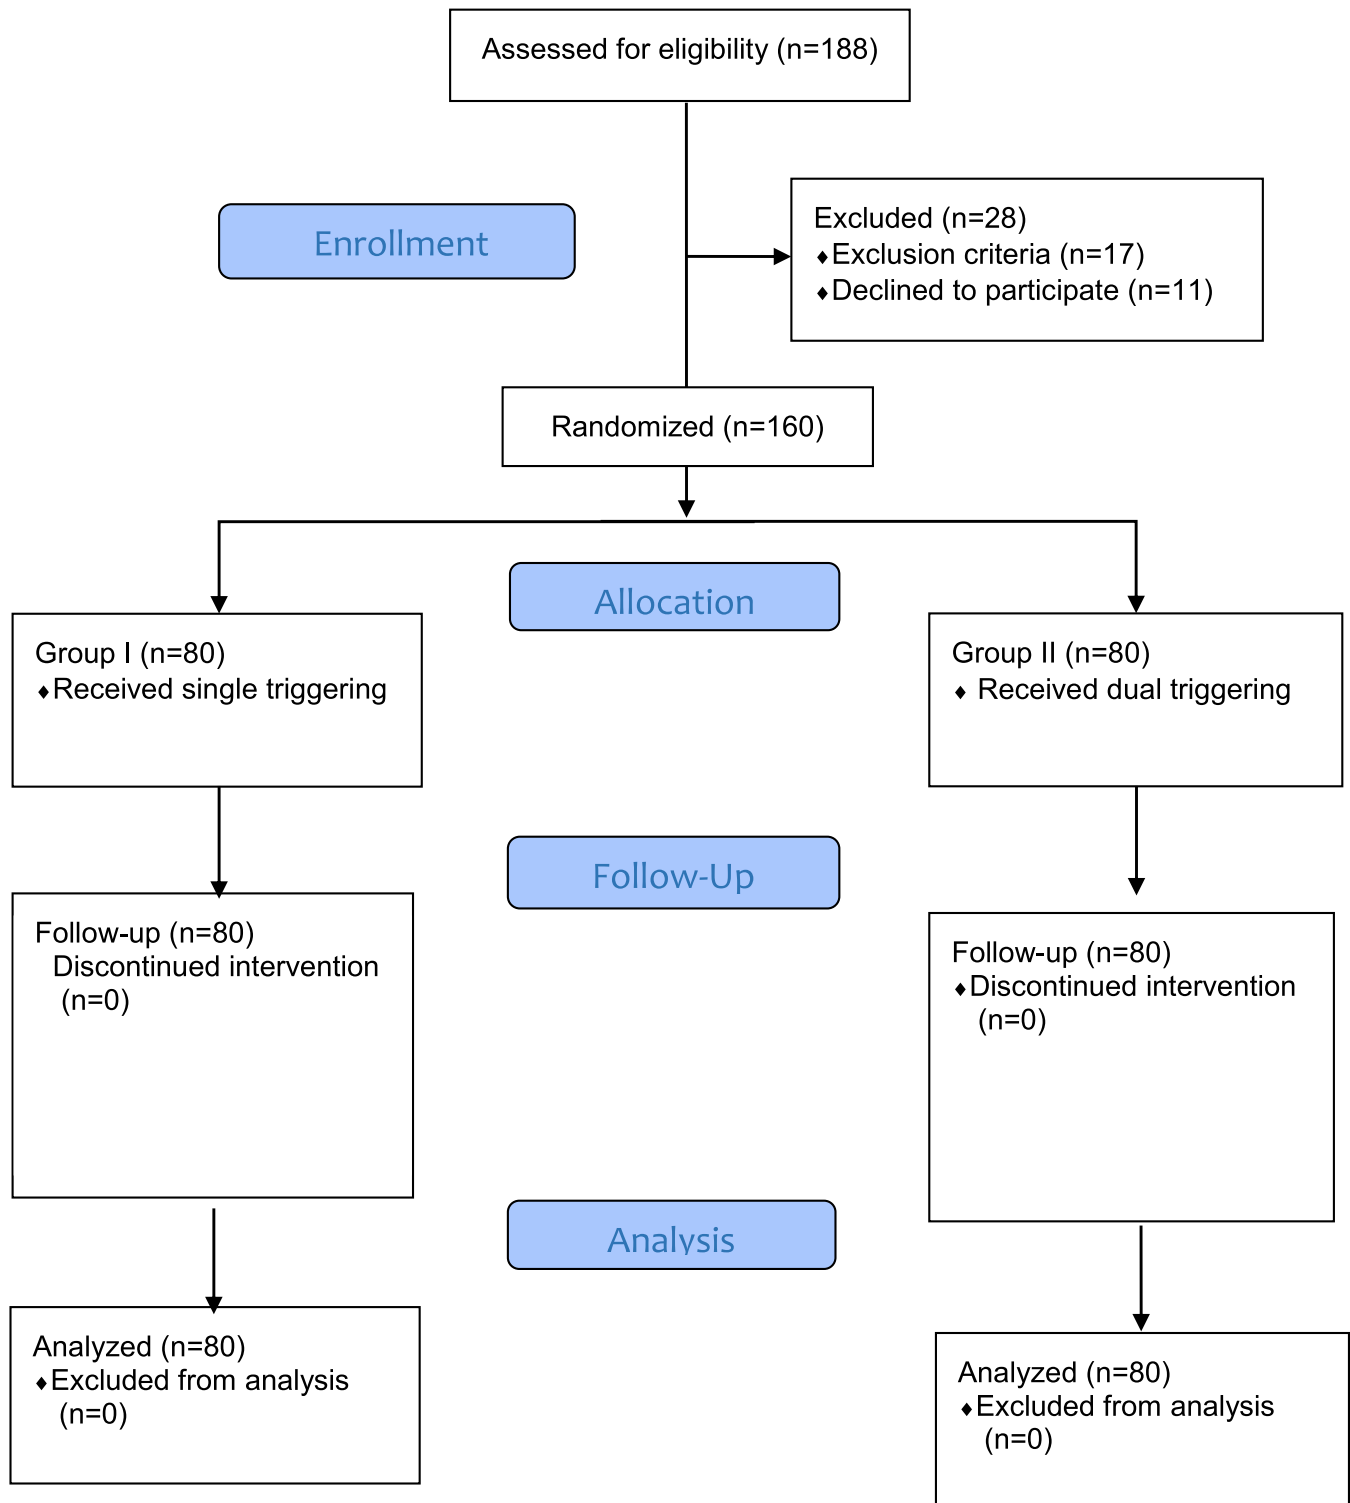 Assessed for eligibility (n=188)
Enrollment
Excluded (n=28)
♦Exclusion criteria (n=17)
♦Declined to participate (n=11)
Randomized (n=160)
Allocation
Group I (n=80)
♦Received single triggering
Group II (n=80)
♦ Received dual triggering
Follow-Up
Follow-up (n=80)
Discontinued intervention
(n=0)
Follow-up (n=80)
♦Discontinued intervention
(n=0)
Analysis
Analyzed (n=80)
♦Excluded from analysis
(n=0)
Analyzed (n=80)
♦Excluded from analysis
(n=0)